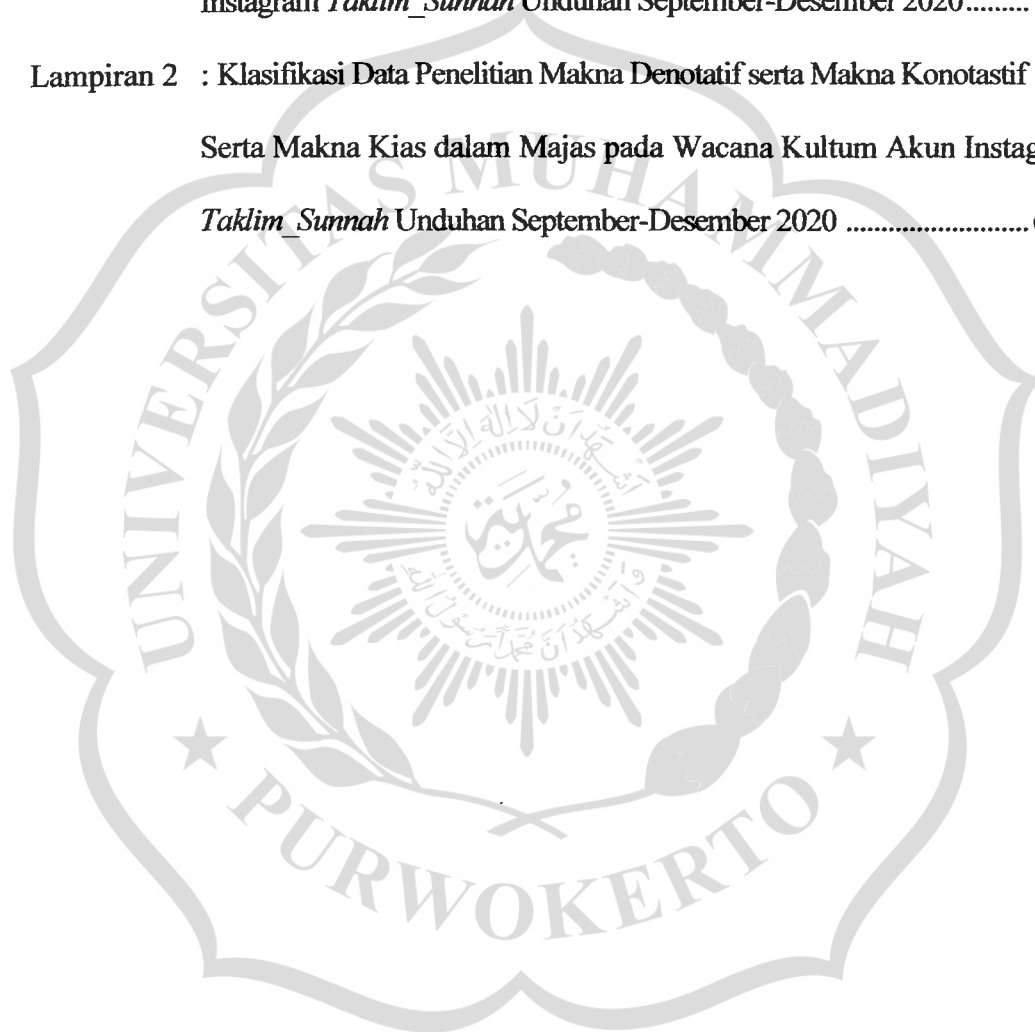 Instagram Taklim_Sunnah Unduhan September-Desember 2020.........
Lampiran 2 : Klasifikasi Data Penelitian Makna Denotatif serta Makna Konotastif
Serta Makna Kias dalam Majas pada Wacana Kultum Akun Instag
Taklim_Sunnah Unduhan September-Desember 2020 ..........................
UNIVERSITAS MUHAMMADIYAH
PURWOKERTO